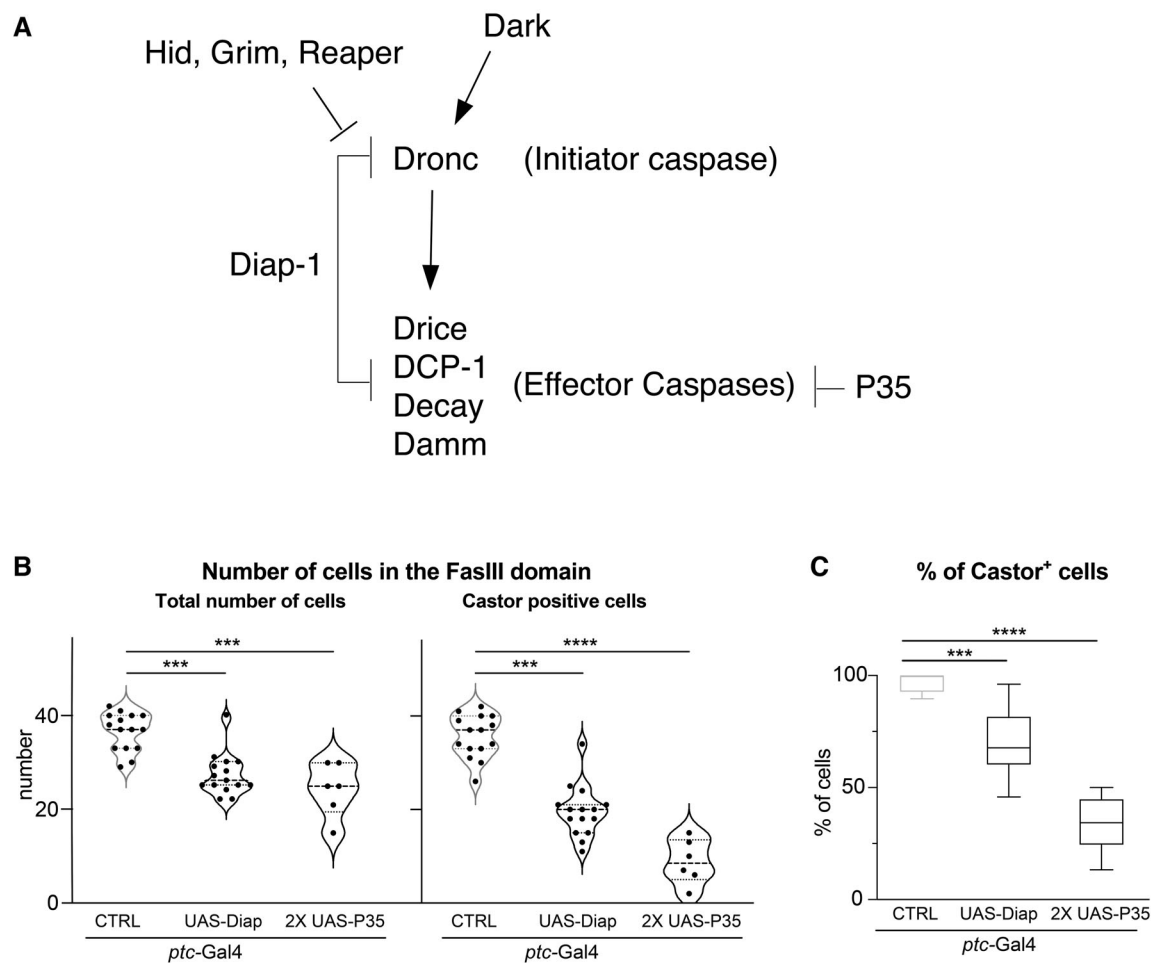 A
Dark
Hid, Grim, Reaper
Dronc (Initiator caspase)
Diap-1
Drice
DCP-1
(Effector Caspases)
P35
Decay
Damm
B
Number of cells in the FasIII domain
Total number of cells
Castor positive cells
*** ****
*** ***
number
40
20
0
CTRL UAS-Diap 2X UAS-P35
ptc-Gal4
CTRL UAS-Diap 2X UAS-P35
ptc-Gal4
C
% of Castor⁺ cells
****
***
% of cells
100
50
0
CTRL UAS-Diap 2X UAS-P35
ptc-Gal4